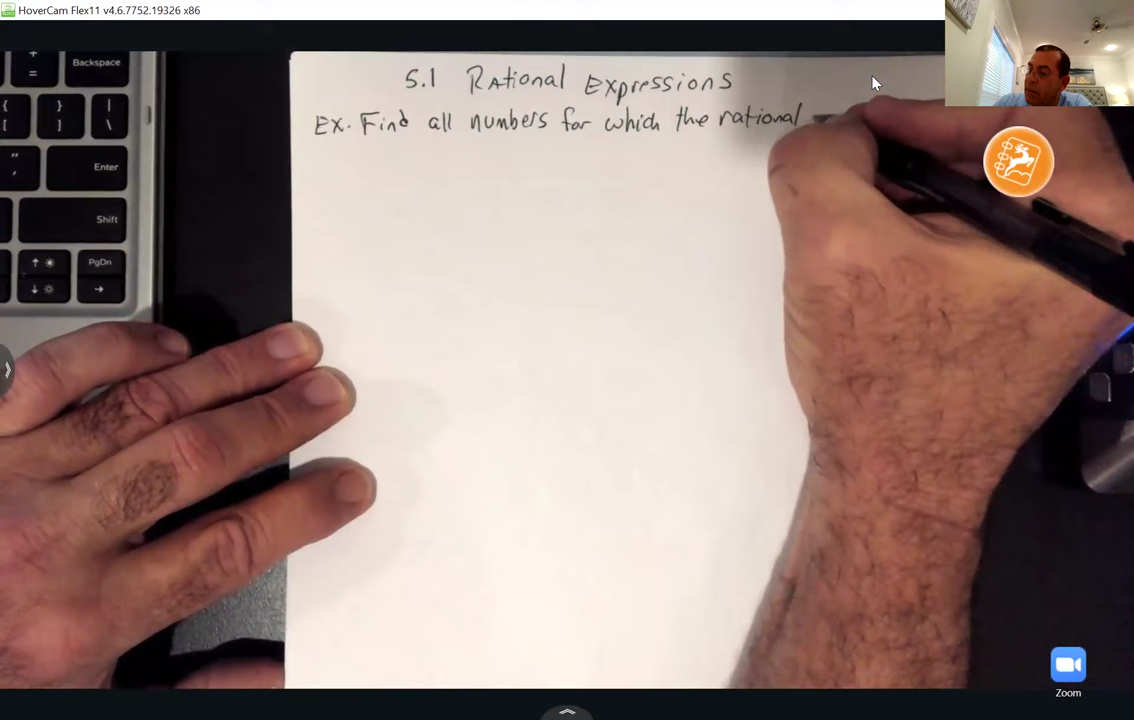 HoverCam Flex11 v4.6.7752.19326 x86
5.1 Rational Expressions
Ex. Find all numbers for which the rational
+
=
Backspace
{
[
}
]
|
\
"
'
Enter
Shift
PgDn
Zoom